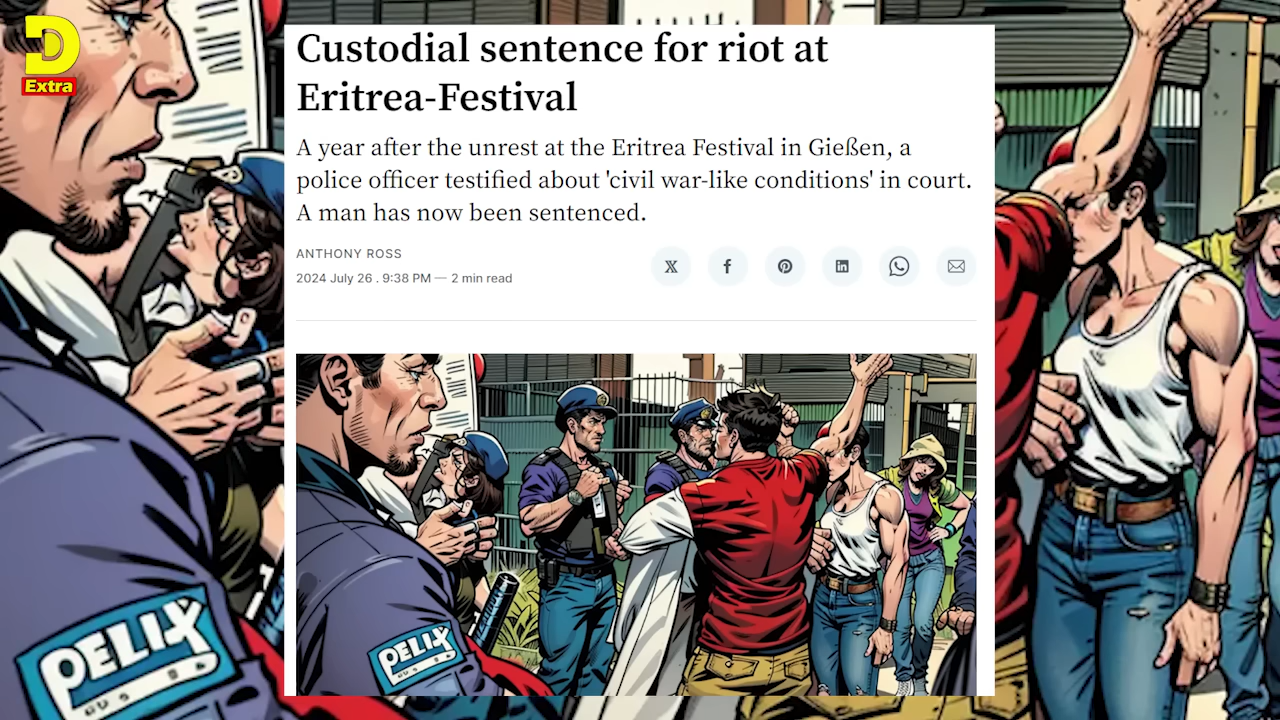 D
Extra
Custodial sentence for riot at
Eritrea-Festival
A year after the unrest at the Eritrea Festival in Gießen, a
police officer testified about 'civil war-like conditions' in court.
A man has now been sentenced.
ANTHONY ROSS
2024 July 26 . 9:38 PM — 2 min read
PELIX
PELIX